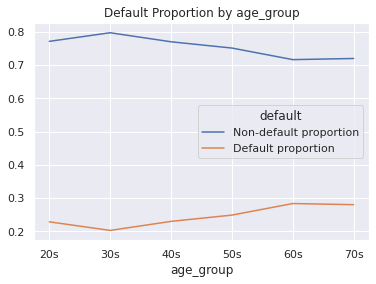 Default Proportion by age_group
0.8
0.7
0.6
0.5
0.4
0.3
0.2
default
Non-default proportion
Default proportion
20s 30s 40s 50s 60s 70s
age_group